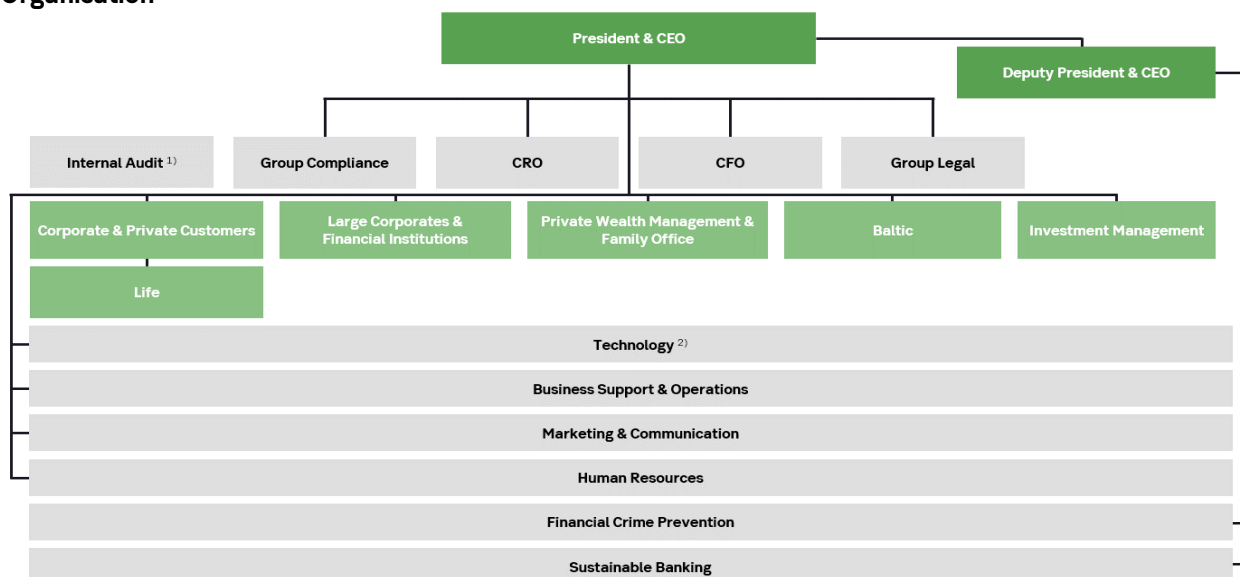 President & CEO
Deputy President & CEO
Internal Audit 1)
Group Compliance
CRO
CFO
Group Legal
Corporate & Private Customers
Large Corporates &
Financial Institutions
Private Wealth Management &
Family Office
Baltic
Investment Management
Life
Technology 2)
Business Support & Operations
Marketing & Communication
Human Resources
Financial Crime Prevention
Sustainable Banking